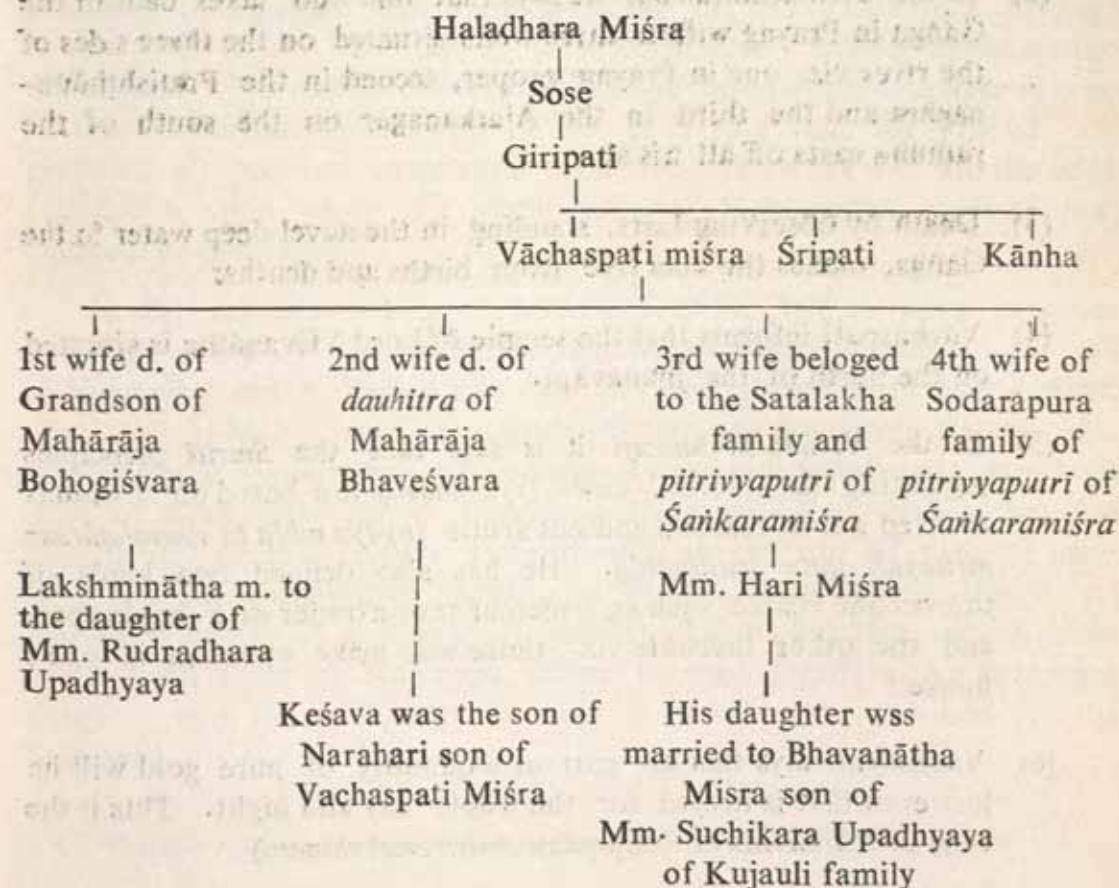 Haladhara Miśra
Sose
Giripati
Vāchaspati miśra Śripati Kānha
1st wife d. of
Grandson of
Mahārāja
Bohogiśvara
2nd wife d. of
dauhitra of
Mahārāja
Bhaveśvara
3rd wife beloged
to the Satalakha
family and
pitrivyaputrī of
Śaṅkaramiśra
4th wife of
Sodarapura
family of
pitrivyaputrī of
Śaṅkaramiśra
Lakshminātha m. to
the daughter of
Mm. Rudradhara
Upadhyaya
Mm. Hari Miśra
Keśava was the son of
Narahari son of
Vachaspati Miśra
His daughter wss
married to Bhavanātha
Misra son of
Mm. Suchikara Upadhyaya
of Kujauli family